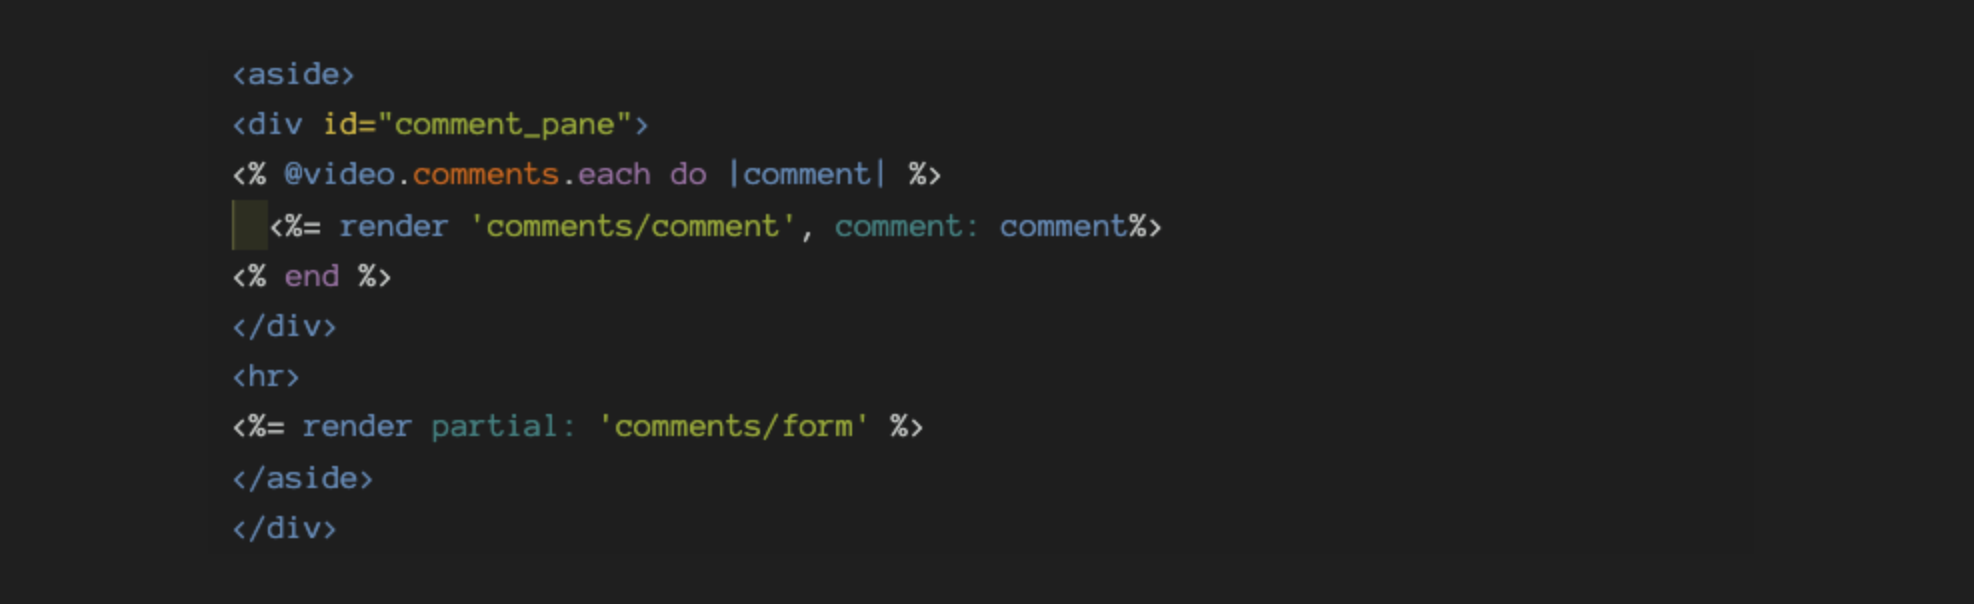 <aside>
<div id="comment_pane">
<% @video.comments.each do |comment| %>
  <%= render 'comments/comment', comment: comment%>
<% end %>
</div>
<hr>
<%= render partial: 'comments/form' %>
</aside>
</div>